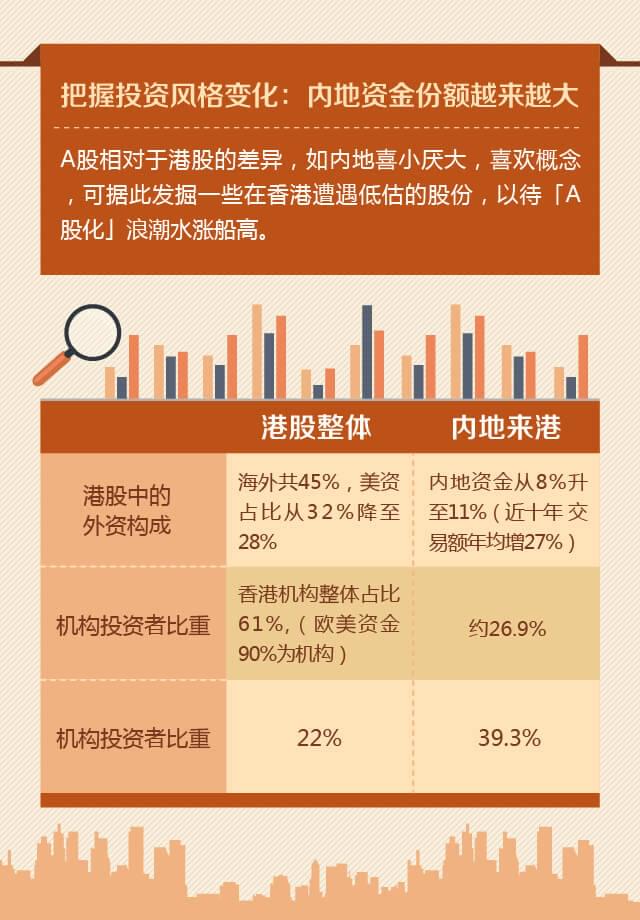 把握投资风格变化：内地资金份额越来越大
A股相对于港股的差异，如内地喜小厌大，喜欢概念
，可据此发掘一些在香港遭遇低估的股份，以待「A
股化」浪潮水涨船高。
港股整体
内地来港
港股中的
外资构成
海外共45%，美资
占比从32%降至
28%
内地资金从8%升
至11%（近十年 交
易额年均增27%）
机构投资者比重
香港机构整体占比
61%,（欧美资金
90%为机构）
约26.9%
机构投资者比重
22%
39.3%